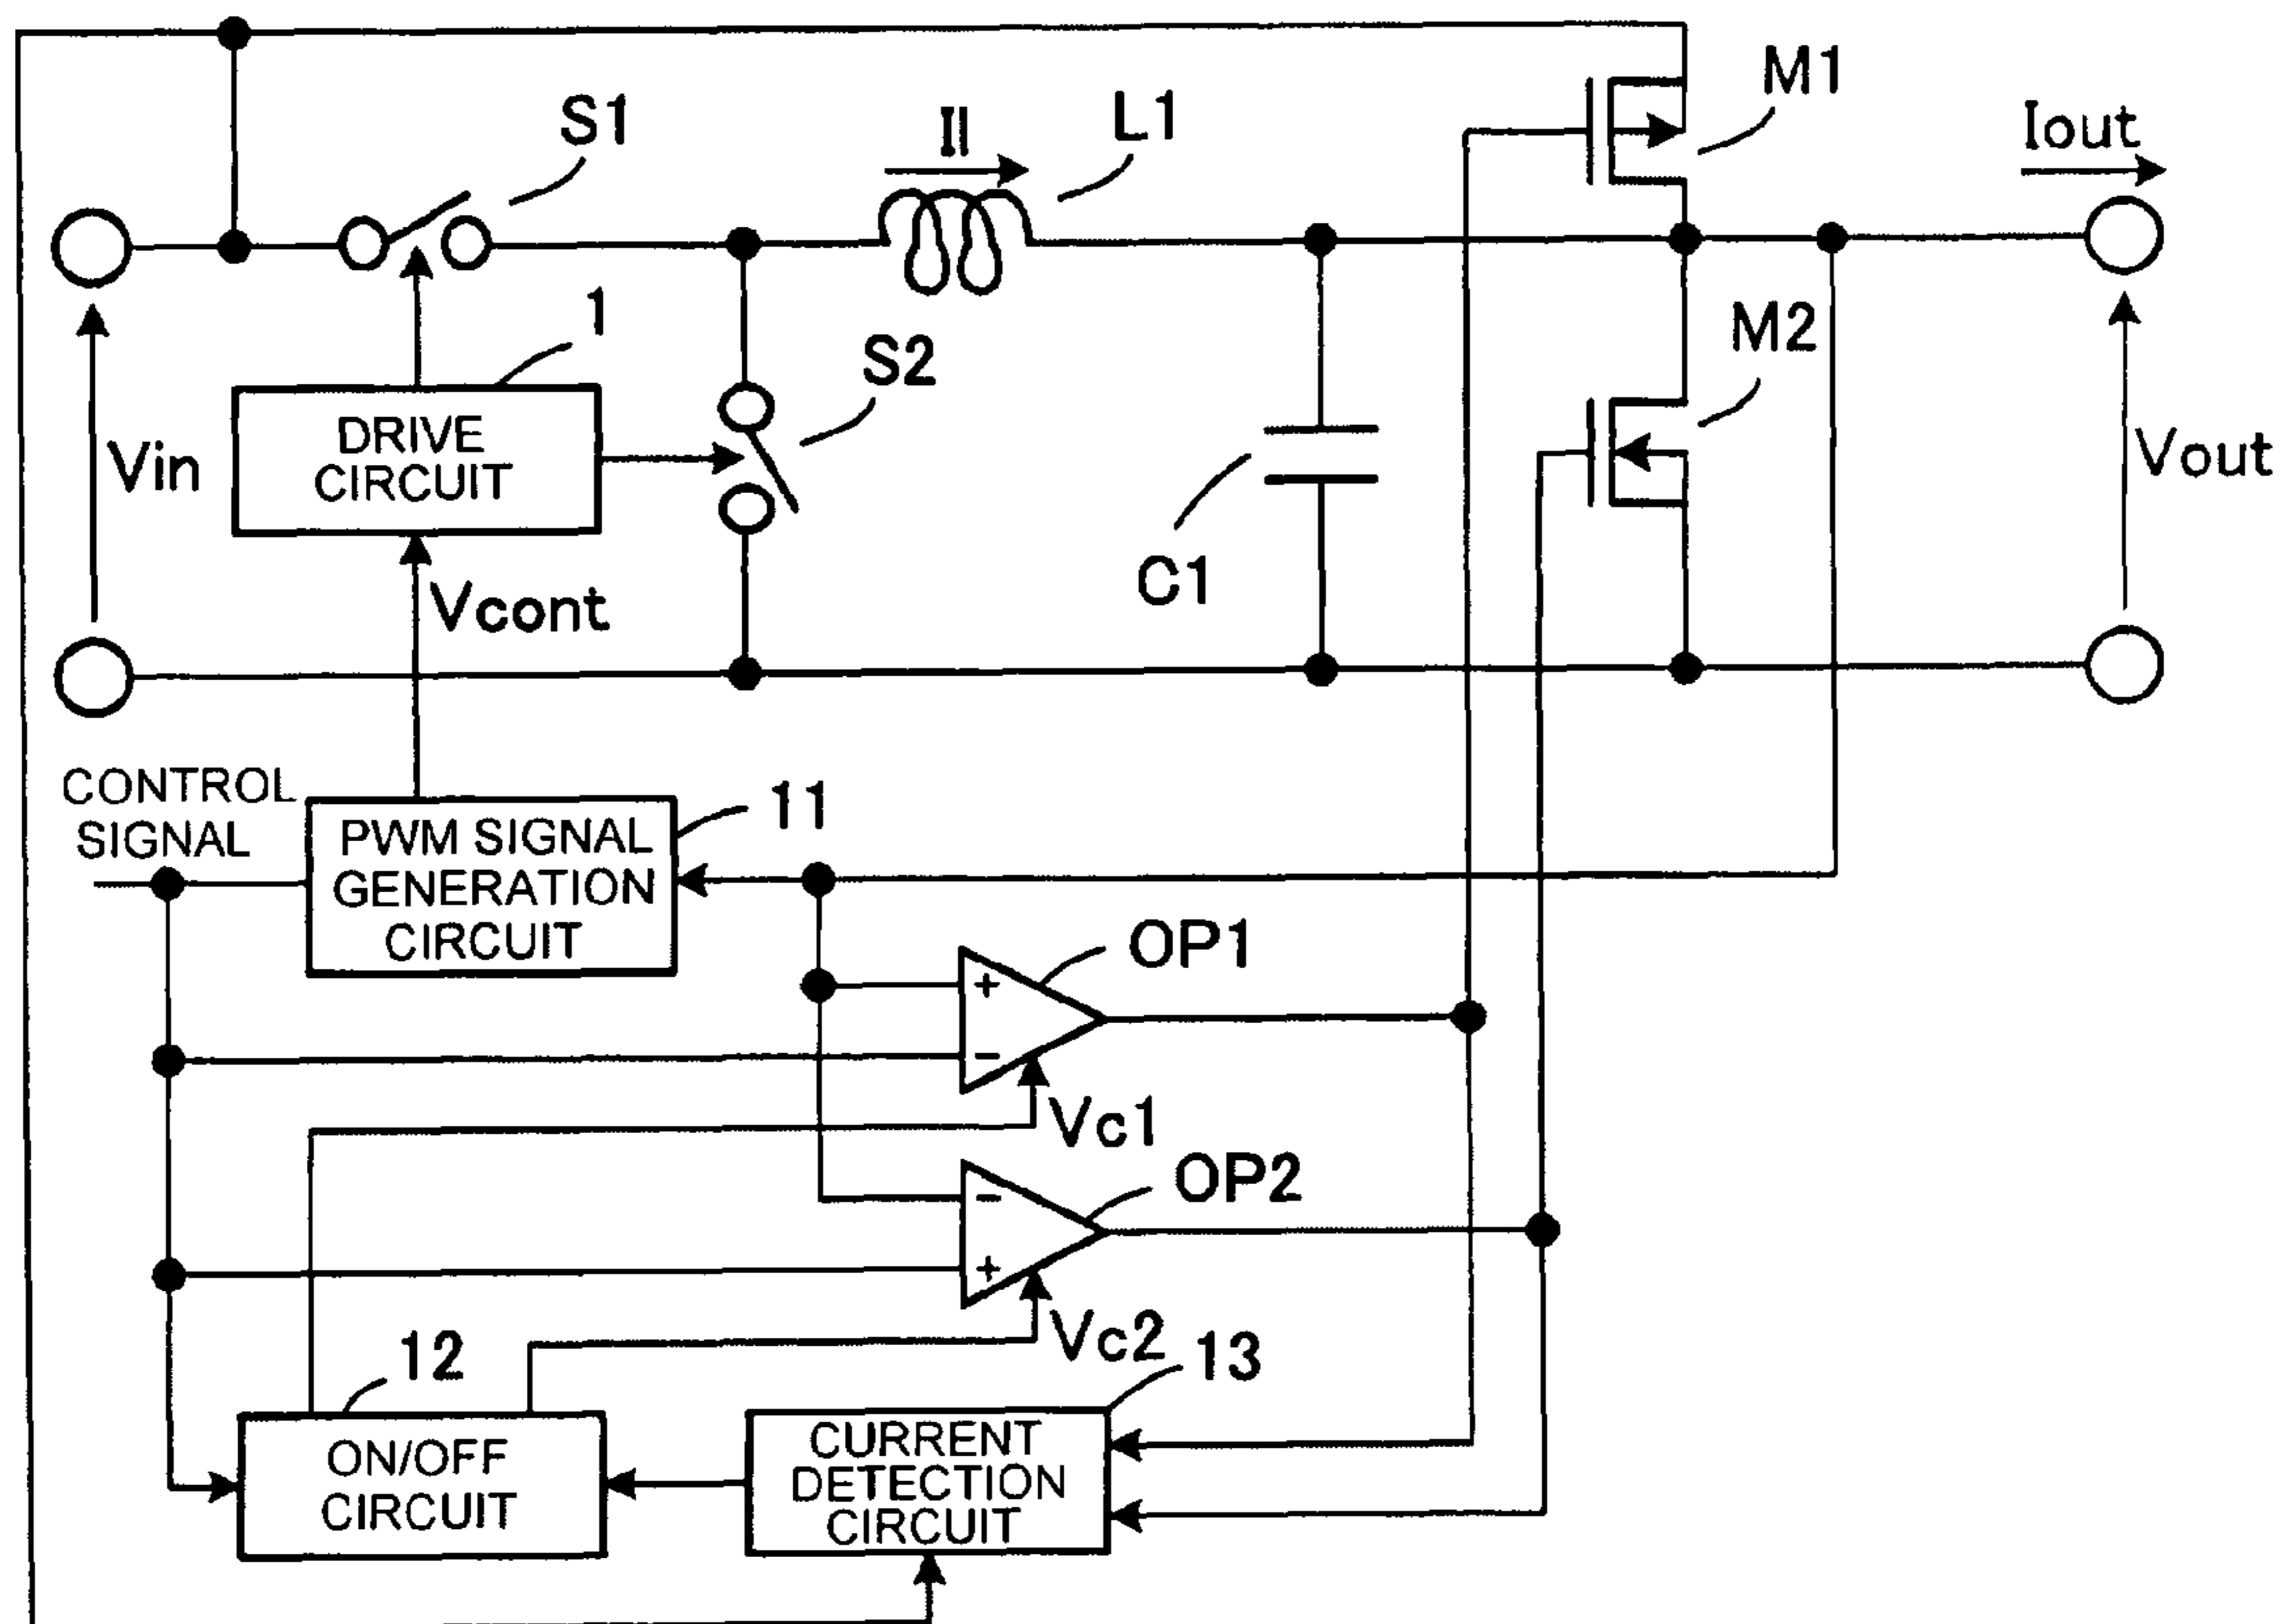 M1
S1
Il
L1
Iout
1
S2
M2
DRIVE
CIRCUIT
Vin
Vout
C1
Vcont
CONTROL
SIGNAL
11
PWM SIGNAL
GENERATION
CIRCUIT
OP1
+
−
Vc1
OP2
−
+
Vc2
12
13
ON/OFF
CIRCUIT
CURRENT
DETECTION
CIRCUIT